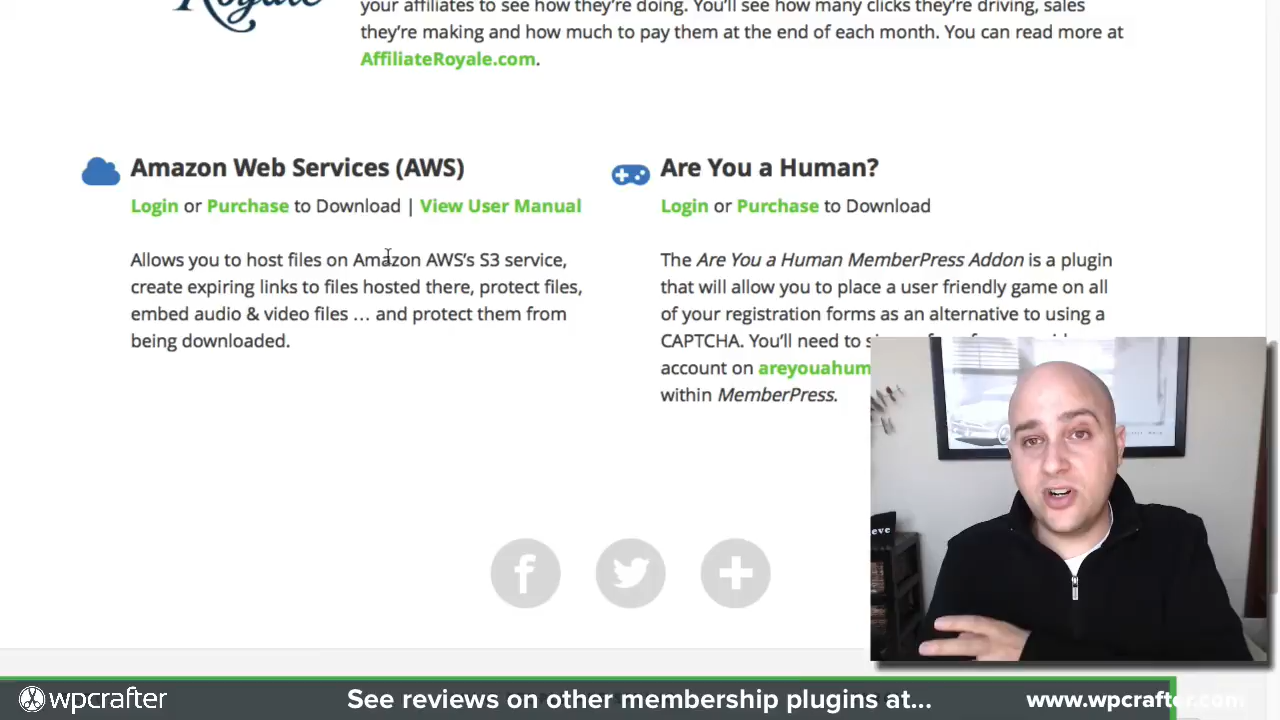 Royale
your affiliates to see how they're doing. You'll see how many clicks they're driving, sales
they're making and how much to pay them at the end of each month. You can read more at
AffiliateRoyale.com.
Amazon Web Services (AWS)
Login or Purchase to Download | View User Manual
Allows you to host files on Amazon AWS's S3 service,
create expiring links to files hosted there, protect files,
embed audio & video files … and protect them from
being downloaded.
Are You a Human?
Login or Purchase to Download
The Are You a Human MemberPress Addon is a plugin
that will allow you to place a user friendly game on all
of your registration forms as an alternative to using a
CAPTCHA. You'll need to
account on areyouahum
within MemberPress.
eve
wpcrafter
See reviews on other membership plugins at...
www.wpcrafter.com